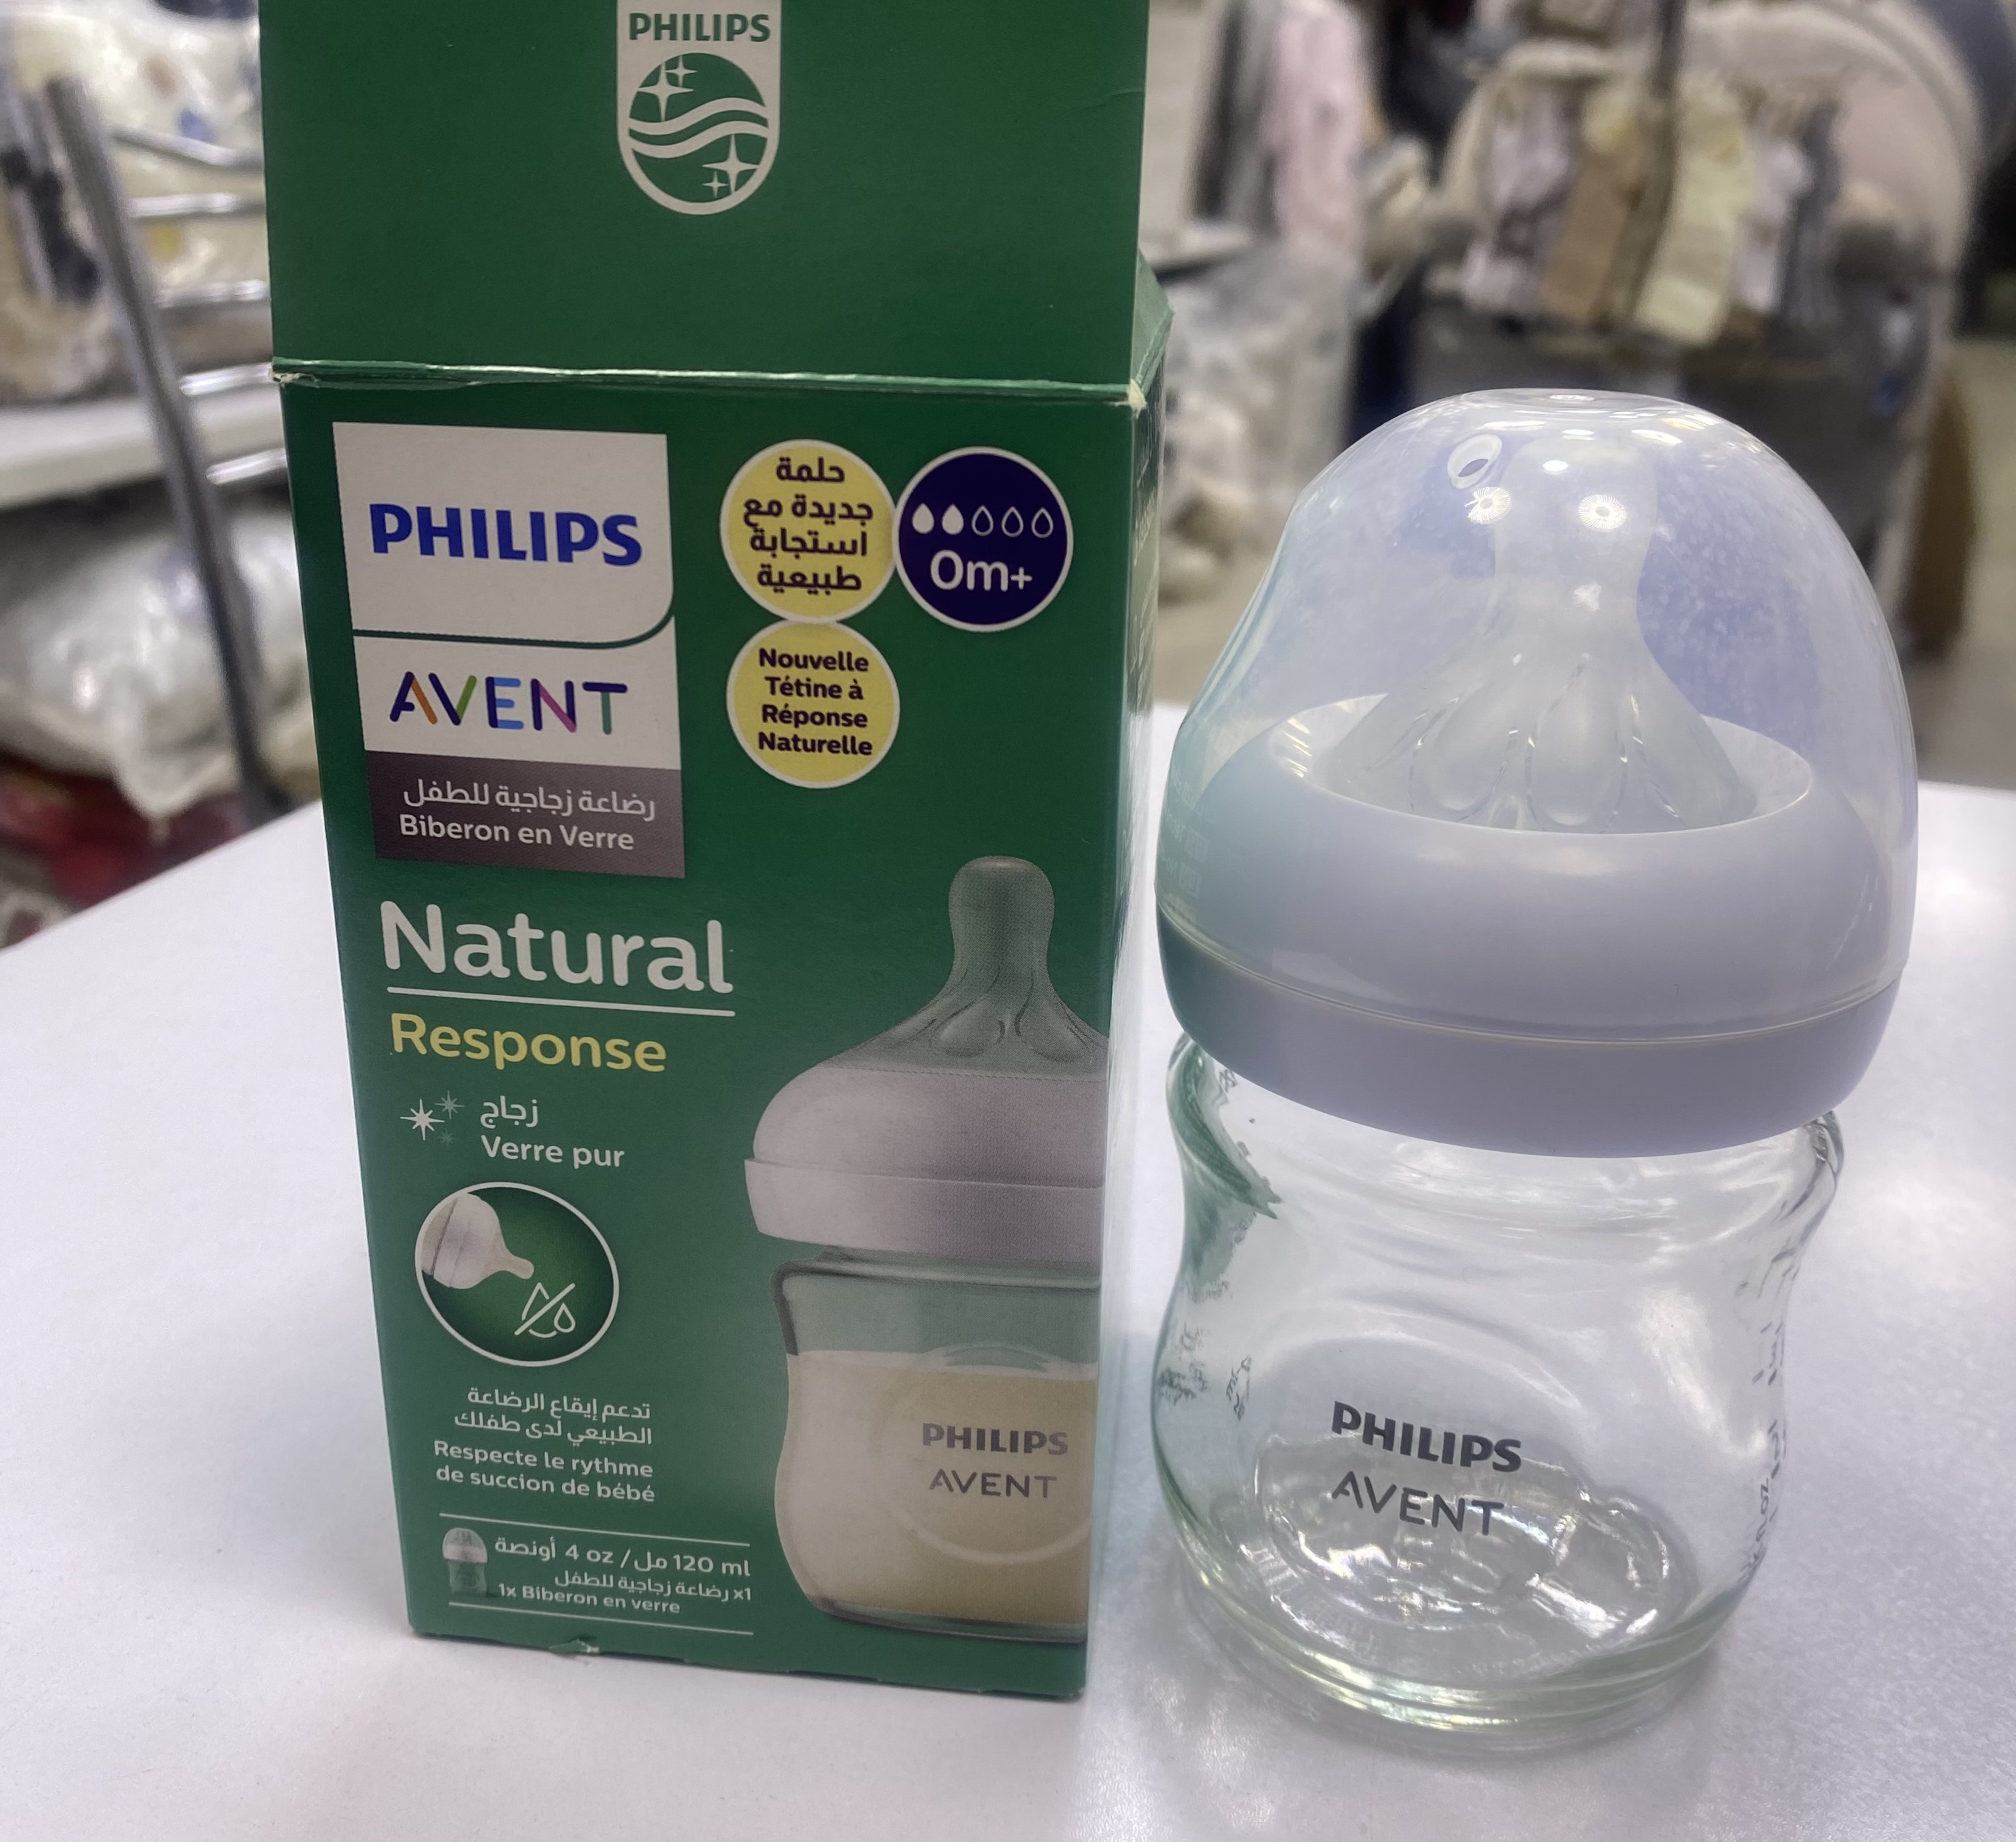 PHILIPS
PHILIPS
AVENT
رضاعة زجاجية للطفل
Biberon en Verre
حلمة
جديدة مع
استجابة
طبيعية
0m+
Nouvelle
Tétine à
Réponse
Naturelle
Natural
Response
زجاج
Verre pur
تدعم إيقاع الرضاعة
الطبيعي لدى طفلك
Respecte le rythme
de succion de bébé
120 ml مل/ 4 oz أونصة
x1 رضاعة زجاجية للطفل
1x Biberon en verre
PHILIPS
AVENT
PHILIPS
AVENT